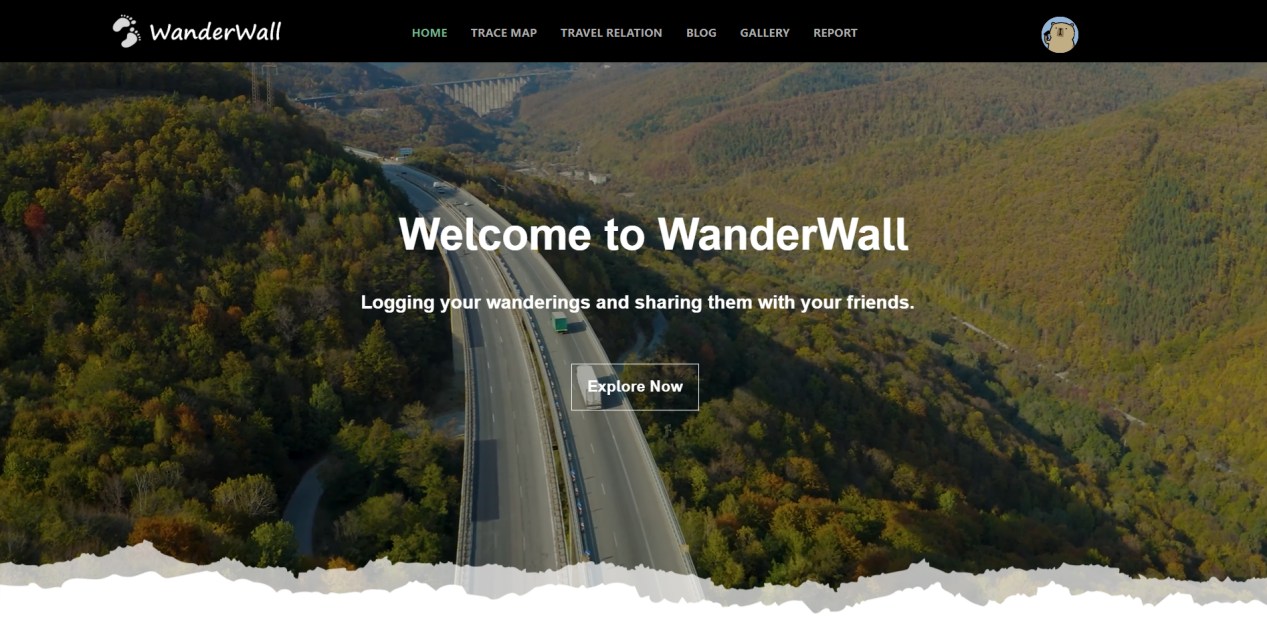 WanderWall
HOME TRACE MAP TRAVEL RELATION BLOG GALLERY REPORT
Welcome to WanderWall
Logging your wanderings and sharing them with your friends.
Explore Now